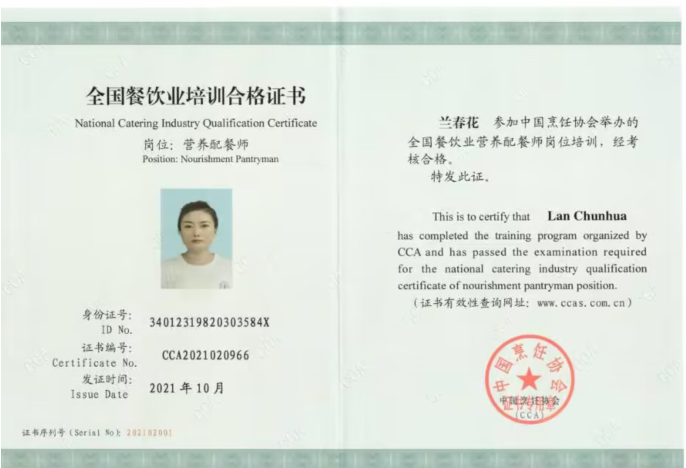 全国餐饮业培训合格证书
National Catering Industry Qualification Certificate
岗位：营养配餐师
Position: Nourishment Pantryman
身份证号：
ID No.
34012319820303584X
证书编号：
Certificate No.
CCA2021020966
发证时间：
Issue Date
2021 年 10 月
证书序列号 (Serial No):
兰春花 参加中国烹饪协会举办的
全国餐饮业营养配餐师岗位培训，经考
核合格。
特发此证。
This is to certify that Lan Chunhua
has completed the training program organized by
CCA and has passed the examination required
for the national catering industry qualification
certificate of nourishment pantryman position.
（证书有效性查询网址：www.ccas.com.cn）
中国烹饪协会
中国烹饪协会
证书专用章
(CCA)